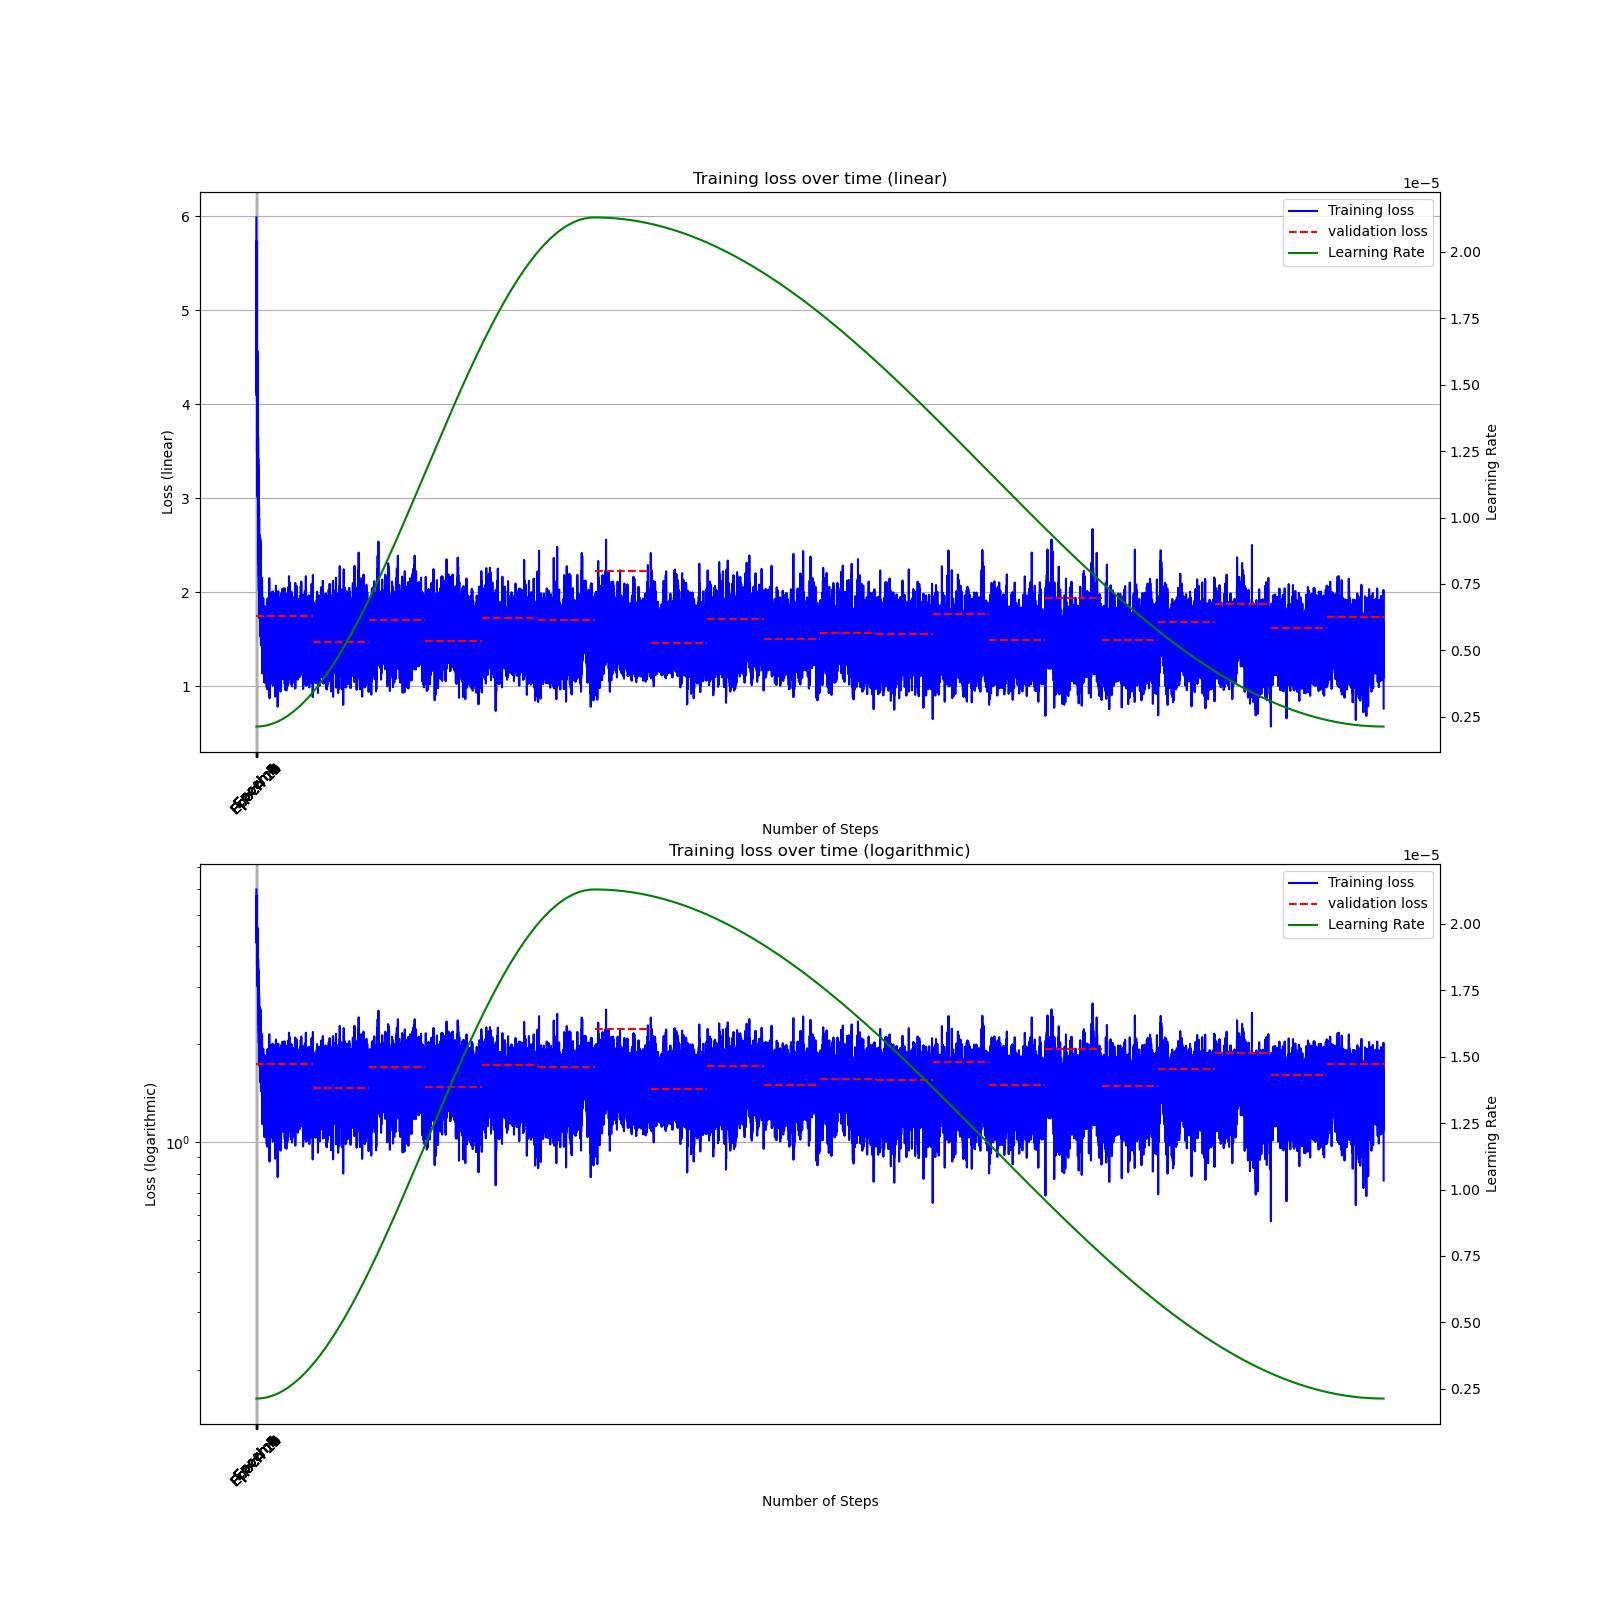 Training loss over time (linear)
1e−5
Training loss
validation loss
Learning Rate
6
5
4
3
2
1
Loss (linear)
2.00
1.75
1.50
1.25
1.00
0.75
0.50
0.25
Learning Rate
Number of Steps
Training loss over time (logarithmic)
1e−5
Training loss
validation loss
Learning Rate
10⁰
Loss (logarithmic)
2.00
1.75
1.50
1.25
1.00
0.75
0.50
0.25
Learning Rate
Number of Steps